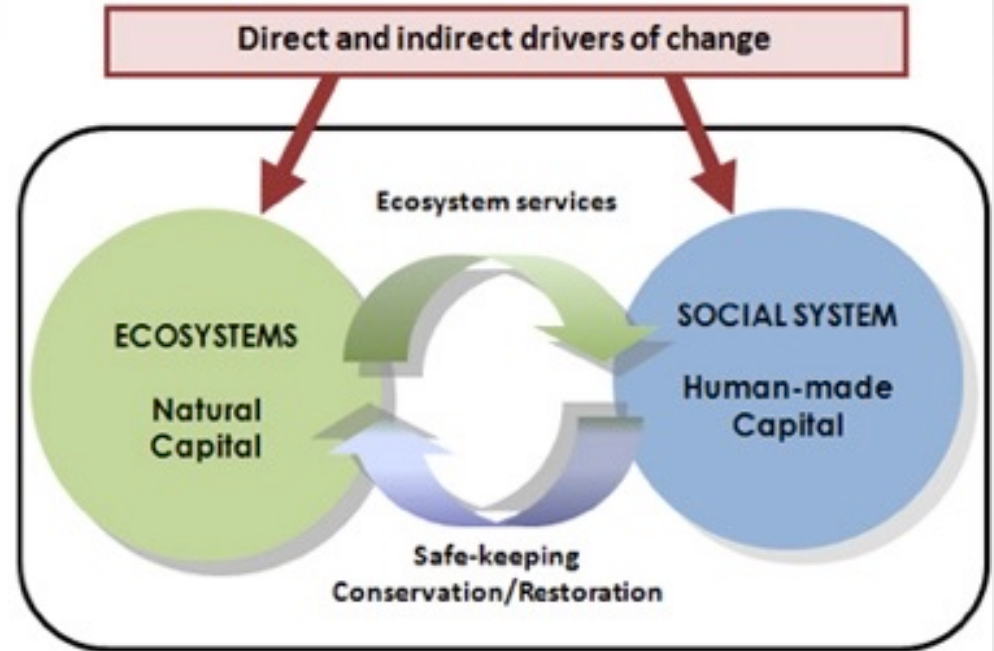 Direct and indirect drivers of change
Ecosystem services
ECOSYSTEMS
Natural
Capital
SOCIAL SYSTEM
Human-made
Capital
Safe-keeping
Conservation/Restoration